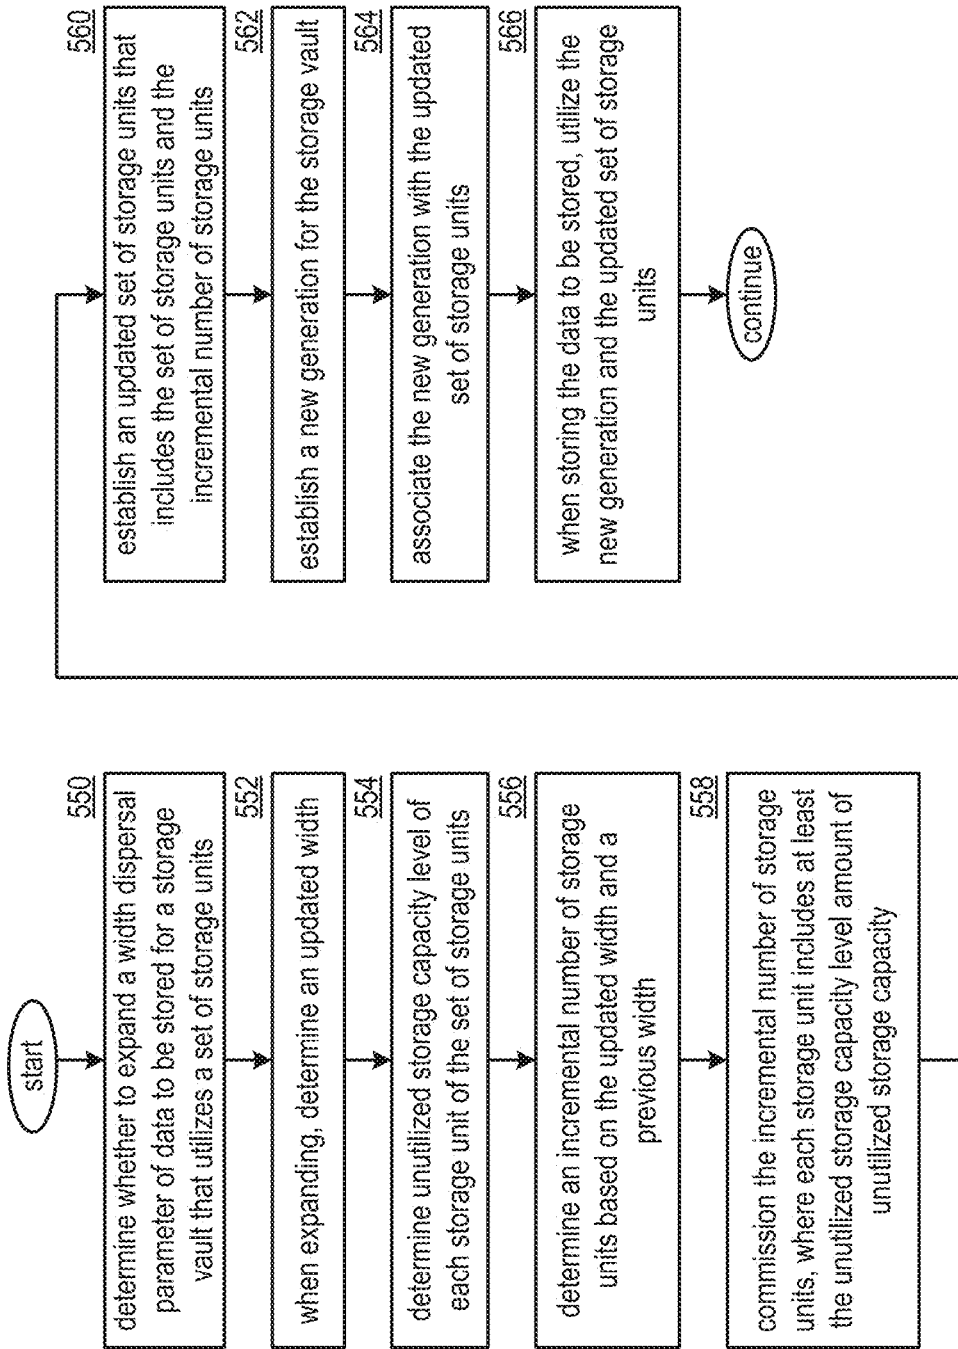 start
550
determine whether to expand a width dispersal
parameter of data to be stored for a storage
vault that utilizes a set of storage units
552
when expanding, determine an updated width
554
determine unutilized storage capacity level of
each storage unit of the set of storage units
556
determine an incremental number of storage
units based on the updated width and a
previous width
558
commission the incremental number of storage
units, where each storage unit includes at least
the unutilized storage capacity level amount of
unutilized storage capacity
560
establish an updated set of storage units that
includes the set of storage units and the
incremental number of storage units
562
establish a new generation for the storage vault
564
associate the new generation with the updated
set of storage units
566
when storing the data to be stored, utilize the
new generation and the updated set of storage
units
continue